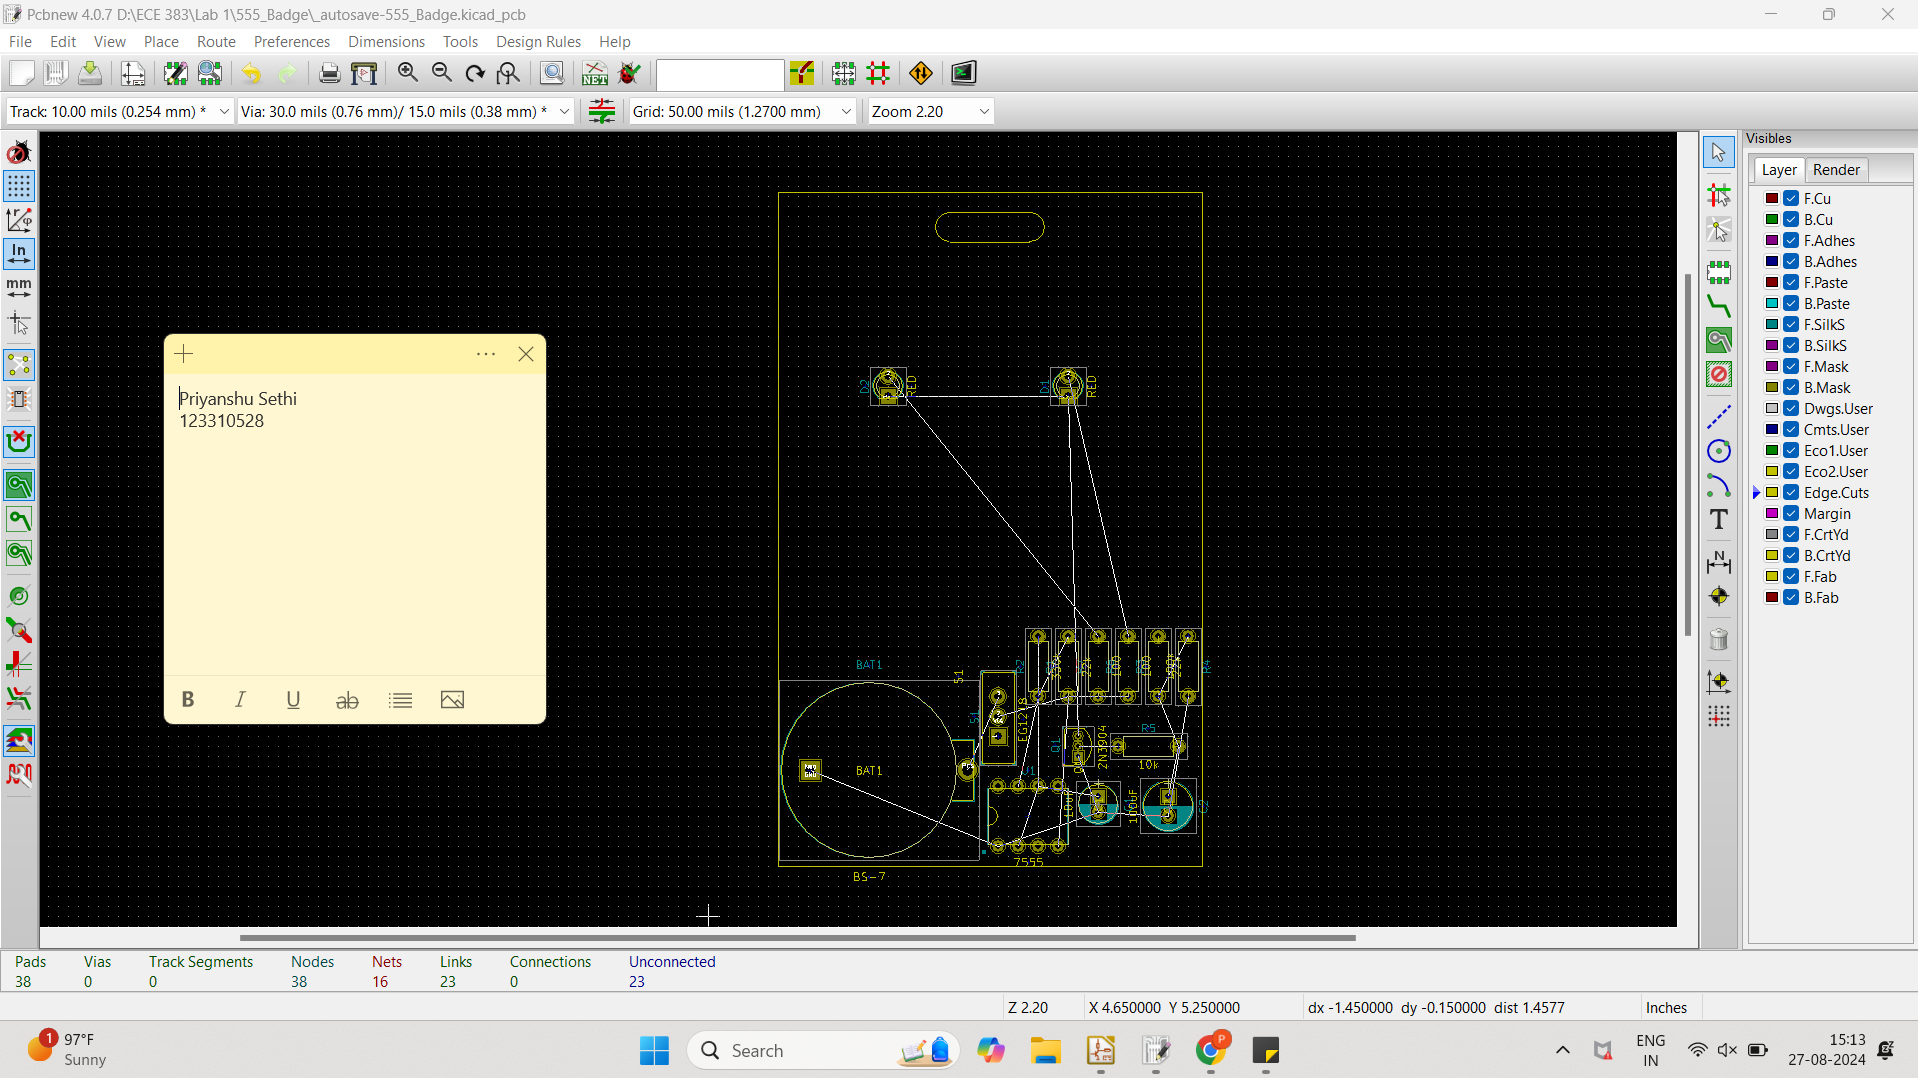 Pcbnew 4.0.7 D:\ECE 383\Lab 1\555_Badge\_autosave-555_Badge.kicad_pcb
File Edit View Place Route Preferences Dimensions Tools Design Rules Help
NET
Track: 10.00 mils (0.254 mm) * Via: 30.0 mils (0.76 mm)/ 15.0 mils (0.38 mm) * Grid: 50.00 mils (1.2700 mm) Zoom 2.20
In
mm
Priyanshu Sethi
123310528
B I U ab
D2
RED
D1
RED
BAT1
S1
R2
R4
S1
EG1218
Q1
2N3904
R5
10k
BAT1
U1
10uF
C2
7555
BS-7
T
N
Visibles
Layer Render
F.Cu
B.Cu
F.Adhes
B.Adhes
F.Paste
B.Paste
F.SilkS
B.SilkS
F.Mask
B.Mask
Dwgs.User
Cmts.User
Eco1.User
Eco2.User
Edge.Cuts
Margin
F.CrtYd
B.CrtYd
F.Fab
B.Fab
Pads Vias Track Segments Nodes Nets Links Connections Unconnected
38 0 0 38 16 23 0 23
Z 2.20 X 4.650000 Y 5.250000 dx -1.450000 dy -0.150000 dist 1.4577 Inches
1
97°F
Sunny
Search
P
ENG
IN
15:13
27-08-2024